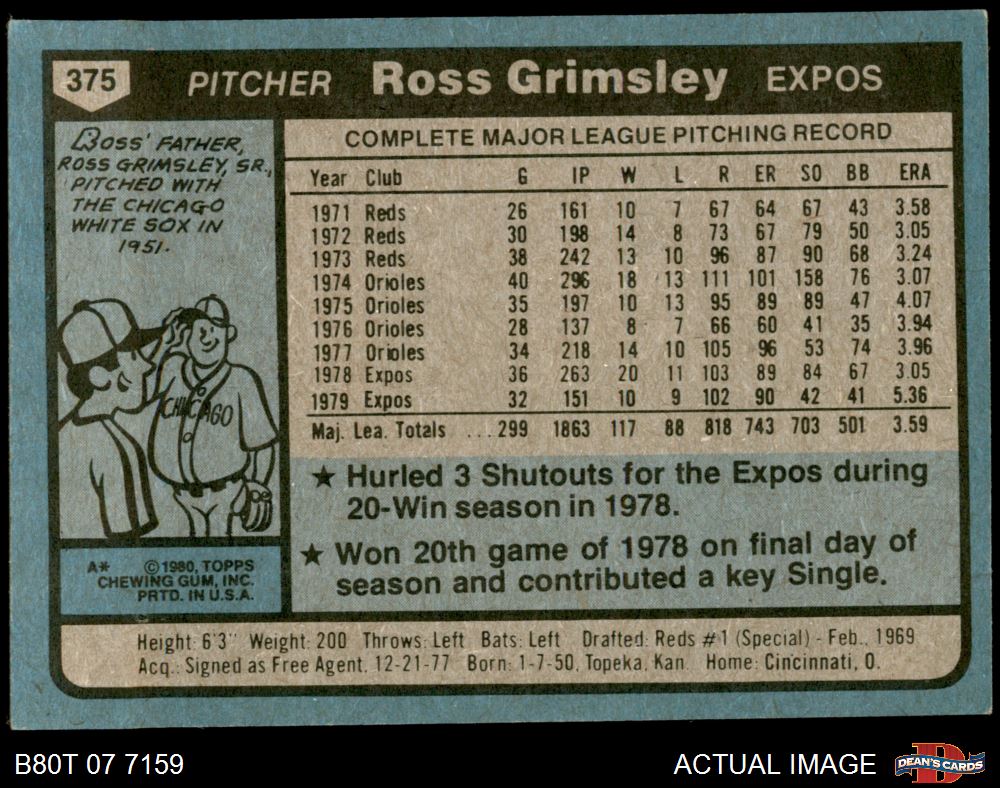 375 PITCHER Ross Grimsley EXPOS
BOSS' FATHER,
ROSS GRIMSLEY, SR.,
PITCHED WITH
THE CHICAGO
WHITE SOX IN
1951.
CHICAGO
A* ©1980, TOPPS
CHEWING GUM, INC.
PRTD. IN U.S.A.
COMPLETE MAJOR LEAGUE PITCHING RECORD
Year Club G IP W L R ER SO BB ERA
1971 Reds 26 161 10 7 67 64 67 43 3.58
1972 Reds 30 198 14 8 73 67 79 50 3.05
1973 Reds 38 242 13 10 96 87 90 68 3.24
1974 Orioles 40 296 18 13 111 101 158 76 3.07
1975 Orioles 35 197 10 13 95 89 89 47 4.07
1976 Orioles 28 137 8 7 66 60 41 35 3.94
1977 Orioles 34 218 14 10 105 96 53 74 3.96
1978 Expos 36 263 20 11 103 89 84 67 3.05
1979 Expos 32 151 10 9 102 90 42 41 5.36
Maj. Lea. Totals ...299 1863 117 88 818 743 703 501 3.59
★ Hurled 3 Shutouts for the Expos during
20-Win season in 1978.
★ Won 20th game of 1978 on final day of
season and contributed a key Single.
Height: 6'3" Weight: 200 Throws: Left Bats: Left Drafted: Reds #1 (Special) - Feb., 1969
Acq.: Signed as Free Agent, 12-21-77 Born: 1-7-50, Topeka, Kan. Home: Cincinnati, O.
B80T 07 7159 ACTUAL IMAGE DEAN'S CARDS